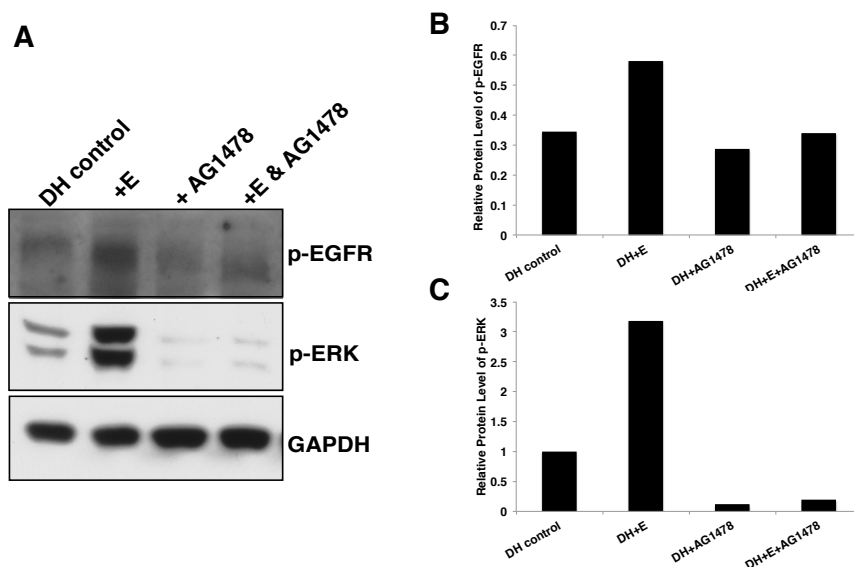 A
DH control
+E
+ AG1478
+E & AG1478
p-EGFR
p-ERK
GAPDH
B
Relative Protein Level of p-EGFR
0.7
0.6
0.5
0.4
0.3
0.2
0.1
0
DH control
DH+E
DH+AG1478
DH+E+AG1478
C
Relative Protein Level of p-ERK
3.5
3
2.5
2
1.5
1
0.5
0
DH control
DH+E
DH+AG1478
DH+E+AG1478